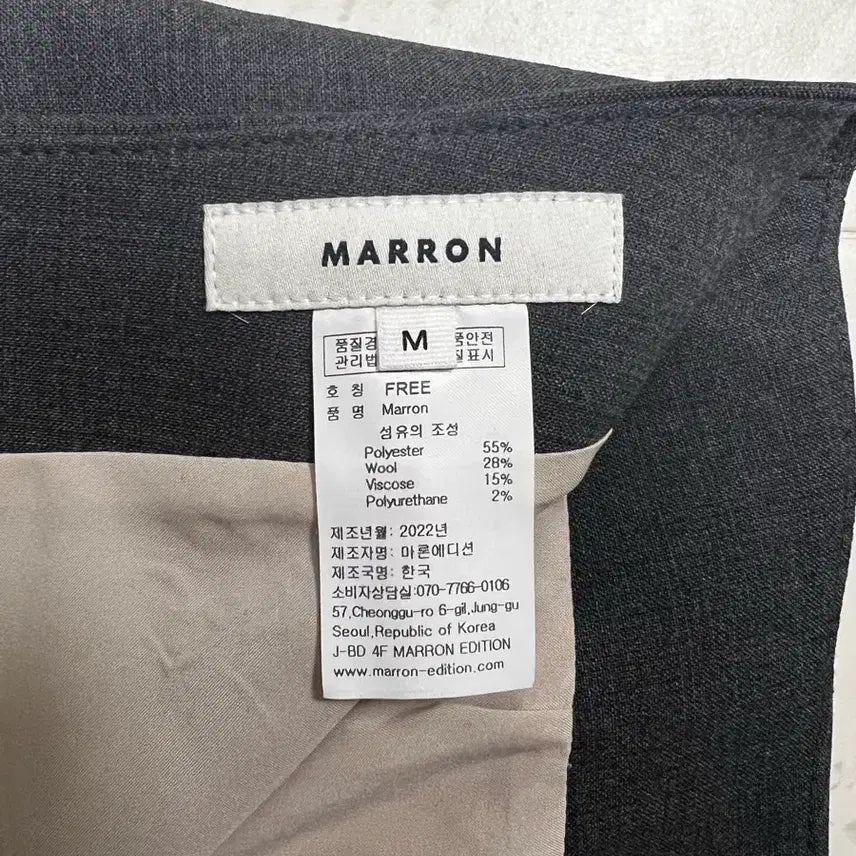 MARRON
M
품질경 품안전
관리법 질표시
호 칭 FREE
품 명 Marron
섬유의 조성
Polyester 55%
Wool 28%
Viscose 15%
Polyurethane 2%
제조년월: 2022년
제조자명: 마론에디션
제조국명: 한국
소비자상담실:070-7766-0106
57,Cheonggu-ro 6-gil,Jung-gu
Seoul,Republic of Korea
J-BD 4F MARRON EDITION
www.marron-edition.com